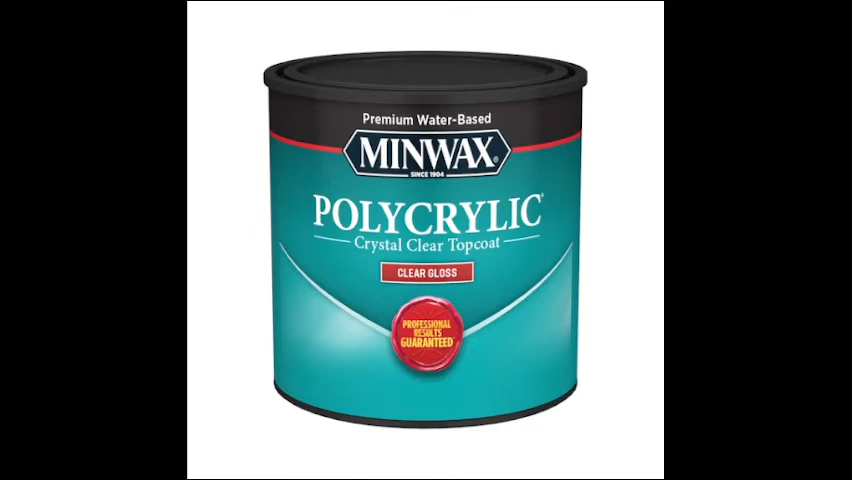 Premium Water-Based
MINWAX®
SINCE 1904
POLYCRYLIC®
Crystal Clear Topcoat
CLEAR GLOSS
PROFESSIONAL
RESULTS
GUARANTEED